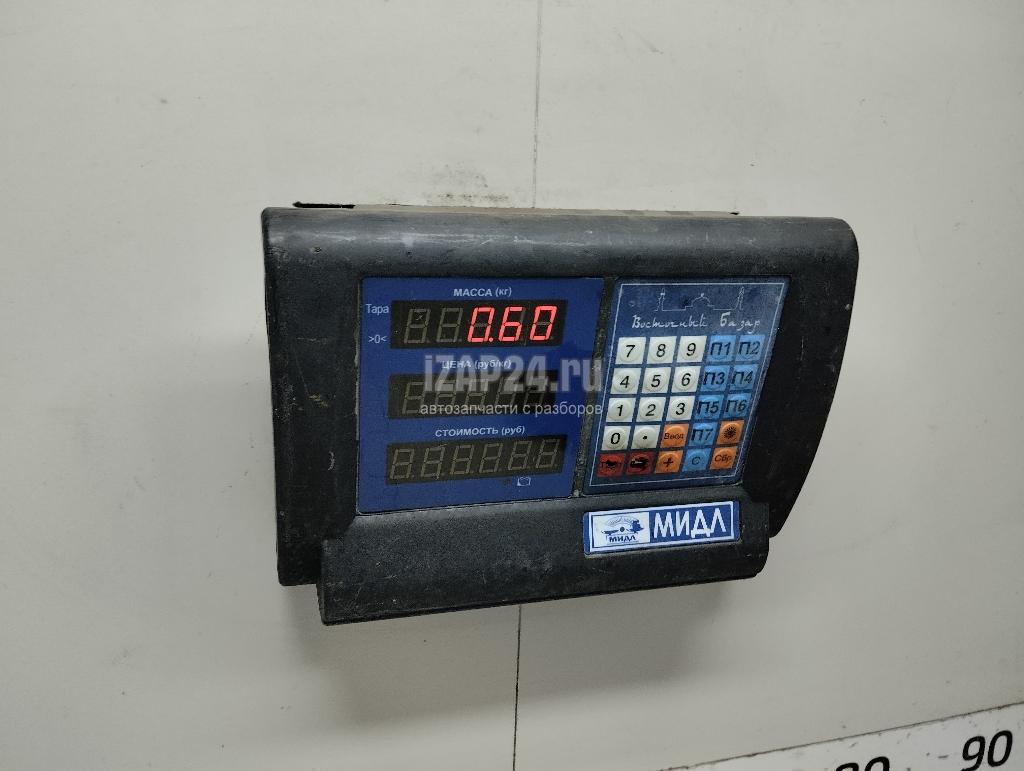 МАССА (кг)
Тара
0.60
>0<
ЦЕНА (руб/кг)
СТОИМОСТЬ (руб)
Восточный базар
7 8 9 П1 П2
4 5 6 П3 П4
1 2 3 П5 П6
0 . Ввод П7
+ С Сбр
МИДЛ
МИДЛ
iZAP24.ru
автозапчасти с разборов
90